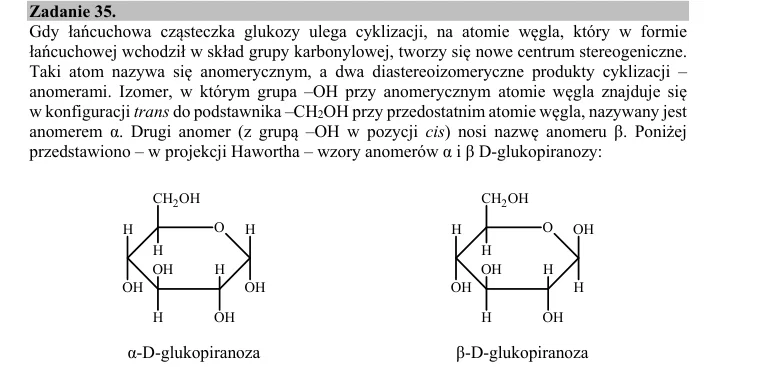 Zadanie 35.
Gdy łańcuchowa cząsteczka glukozy ulega cyklizacji, na atomie węgla, który w formie
łańcuchowej wchodził w skład grupy karbonylowej, tworzy się nowe centrum stereogeniczne.
Taki atom nazywa się anomerycznym, a dwa diastereoizomeryczne produkty cyklizacji –
anomerami. Izomer, w którym grupa –OH przy anomerycznym atomie węgla znajduje się
w konfiguracji trans do podstawnika –CH₂OH przy przedostatnim atomie węgla, nazywany jest
anomerem α. Drugi anomer (z grupą –OH w pozycji cis) nosi nazwę anomeru β. Poniżej
przedstawiono – w projekcji Hawortha – wzory anomerów α i β D-glukopiranozy:
CH₂OH CH₂OH
H O H H O OH
H H
OH H OH H
OH OH OH H
H OH H OH
α-D-glukopiranoza β-D-glukopiranoza